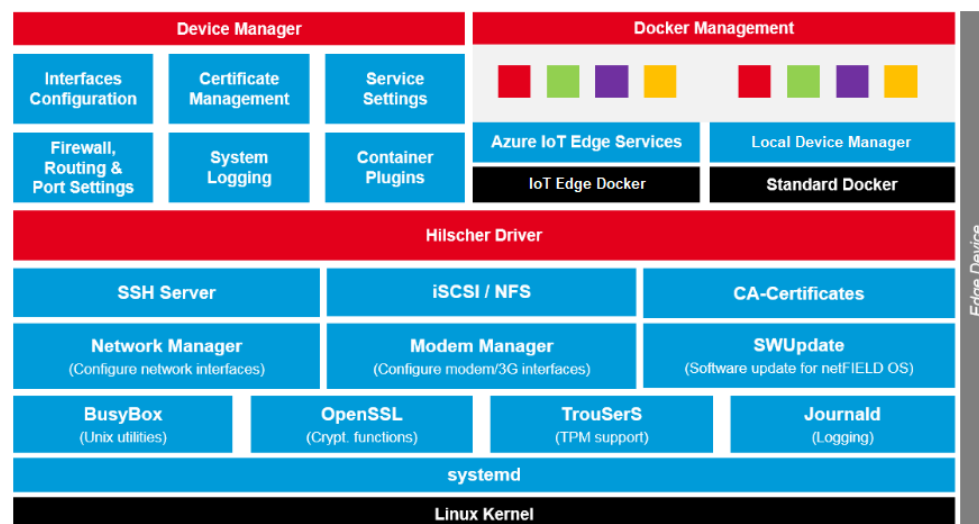 Device Manager
Docker Management
Interfaces
Configuration
Certificate
Management
Service
Settings
Firewall,
Routing &
Port Settings
System
Logging
Container
Plugins
Azure IoT Edge Services
Local Device Manager
IoT Edge Docker
Standard Docker
Hilscher Driver
SSH Server
iSCSI / NFS
CA-Certificates
Network Manager
(Configure network interfaces)
Modem Manager
(Configure modem/3G interfaces)
SWUpdate
(Software update for netFIELD OS)
BusyBox
(Unix utilities)
OpenSSL
(Crypt. functions)
TrouSerS
(TPM support)
Journald
(Logging)
systemd
Linux Kernel
Edge Device